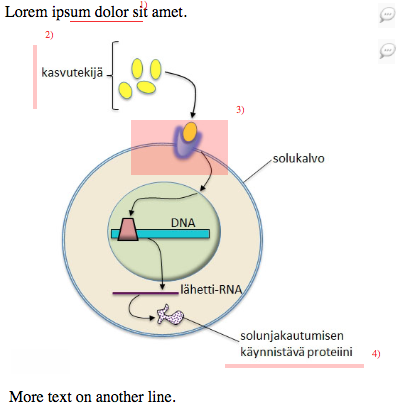 Lorem ipsum dolor sit amet.
1)
2)
kasvutekijä
3)
solukalvo
DNA
lähetti-RNA
solunjakautumisen
käynnistävä proteiini
4)
More text on another line.